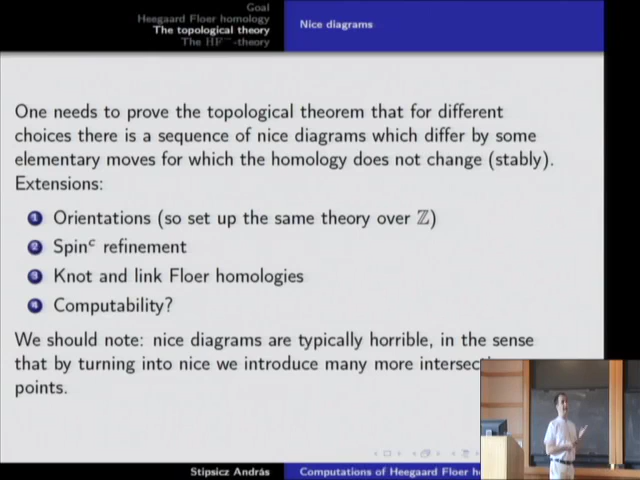 Goal
Heegaard Floer homology
The topological theory
The HF⁻-theory
Nice diagrams
One needs to prove the topological theorem that for different
choices there is a sequence of nice diagrams which differ by some
elementary moves for which the homology does not change (stably).
Extensions:
1 Orientations (so set up the same theory over ℤ)
2 Spinᶜ refinement
3 Knot and link Floer homologies
4 Computability?
We should note: nice diagrams are typically horrible, in the sense
that by turning into nice we introduce many more
points.
Stipsicz András
Computations of Heegaard Floer